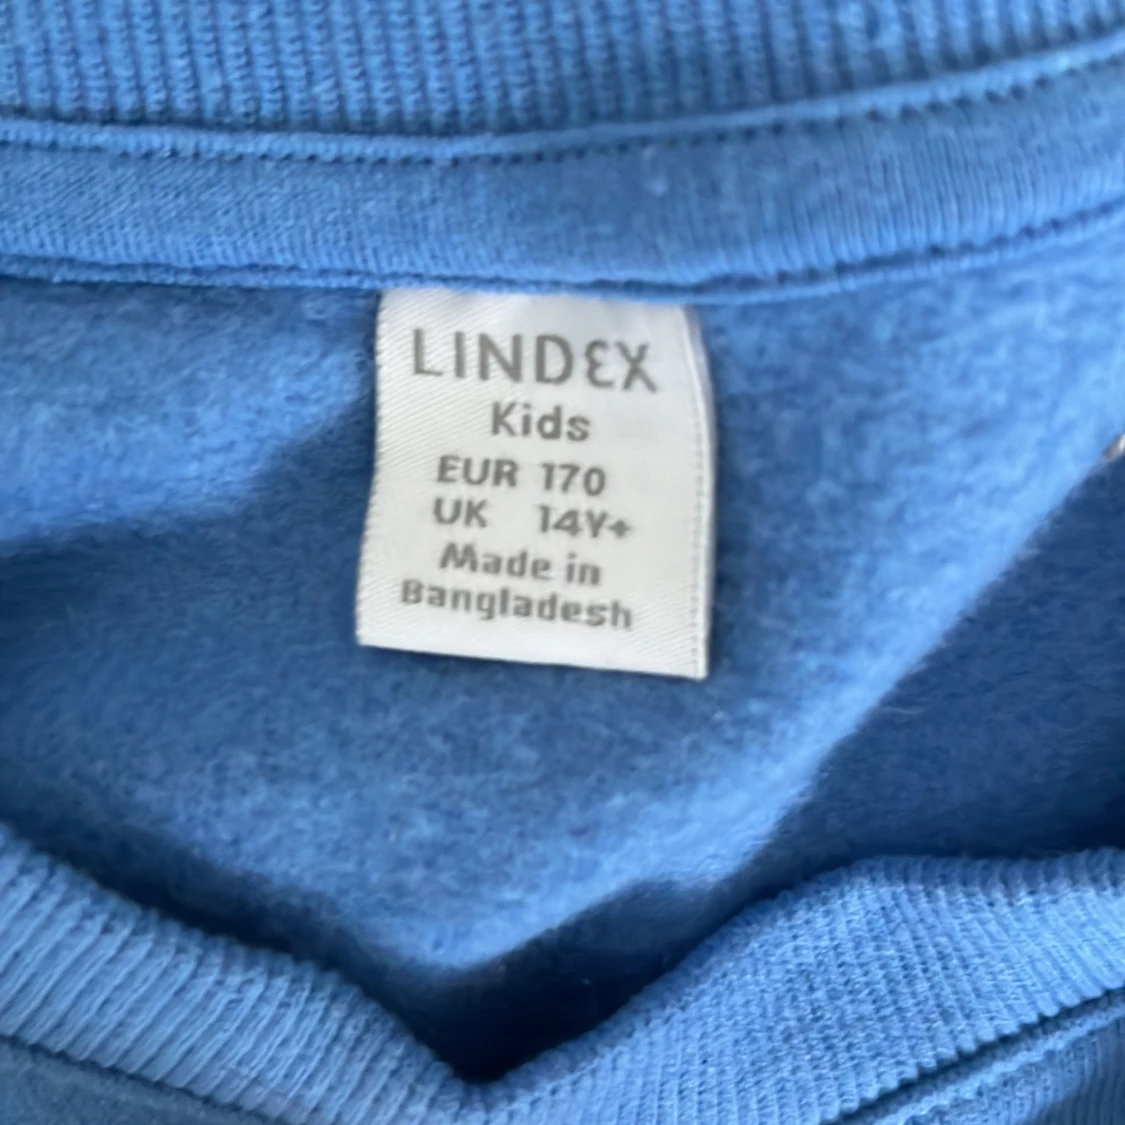 LINDEX
Kids
EUR 170
UK 14Y+
Made in
Bangladesh